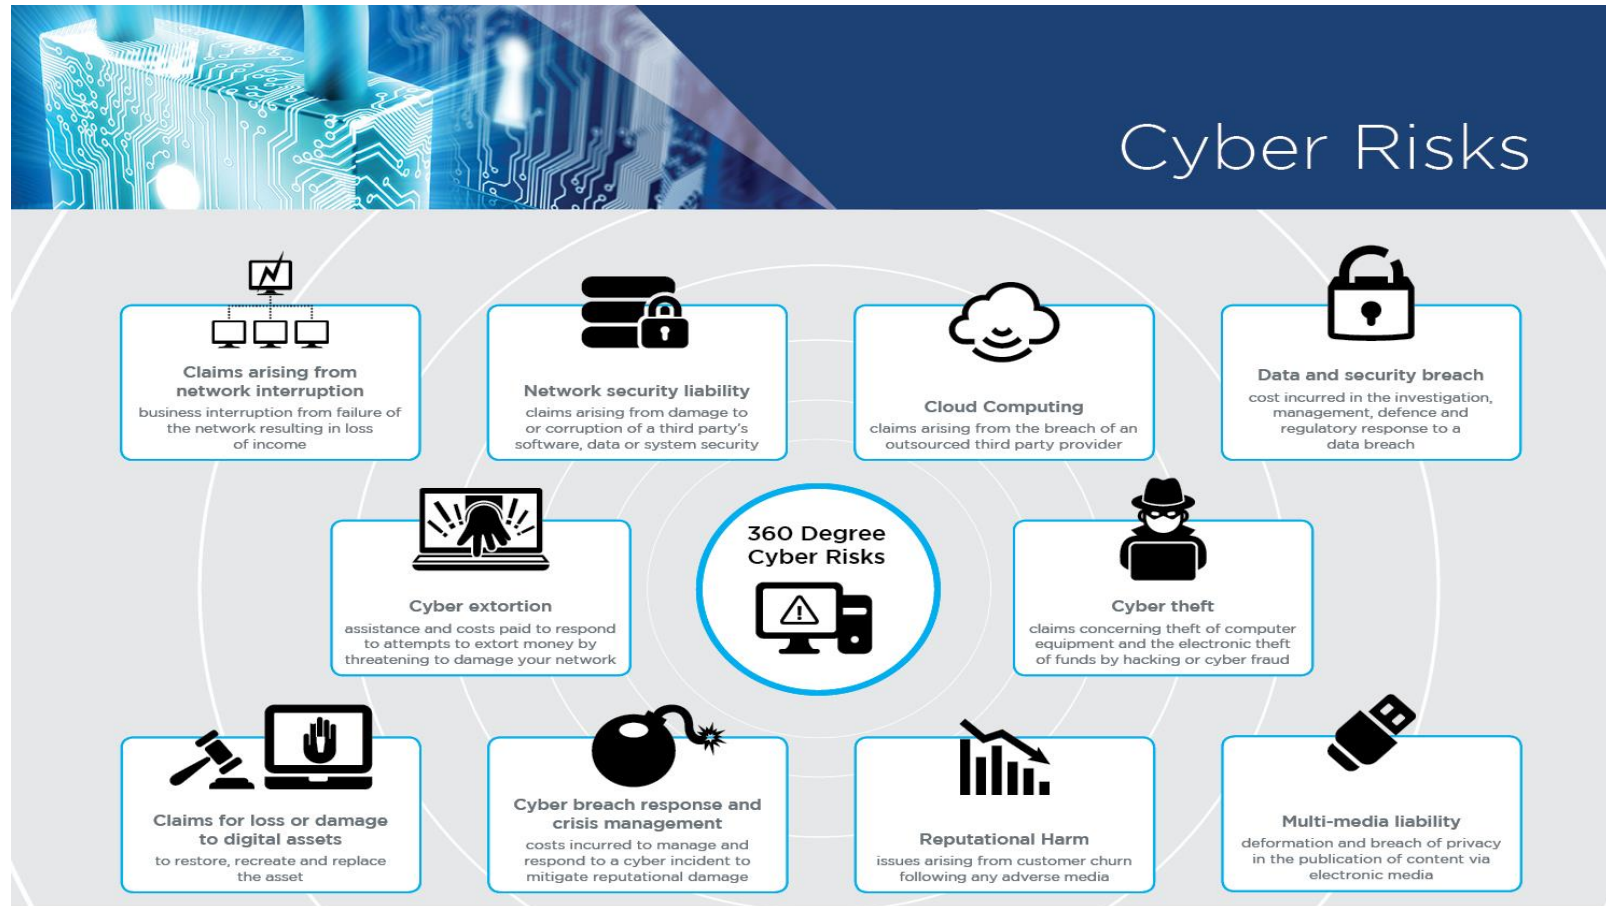 Cyber Risks
Claims arising from
network interruption
business interruption from failure of
the network resulting in loss
of income
Network security liability
claims arising from damage to
or corruption of a third party's
software, data or system security
Cloud Computing
claims arising from the breach of an
outsourced third party provider
Data and security breach
cost incurred in the investigation,
management, defence and
regulatory response to a
data breach
Cyber extortion
assistance and costs paid to respond
to attempts to extort money by
threatening to damage your network
360 Degree
Cyber Risks
Cyber theft
claims concerning theft of computer
equipment and the electronic theft
of funds by hacking or cyber fraud
Claims for loss or damage
to digital assets
to restore, recreate and replace
the asset
Cyber breach response and
crisis management
costs incurred to manage and
respond to a cyber incident to
mitigate reputational damage
Reputational Harm
issues arising from customer churn
following any adverse media
Multi-media liability
deformation and breach of privacy
in the publication of content via
electronic media